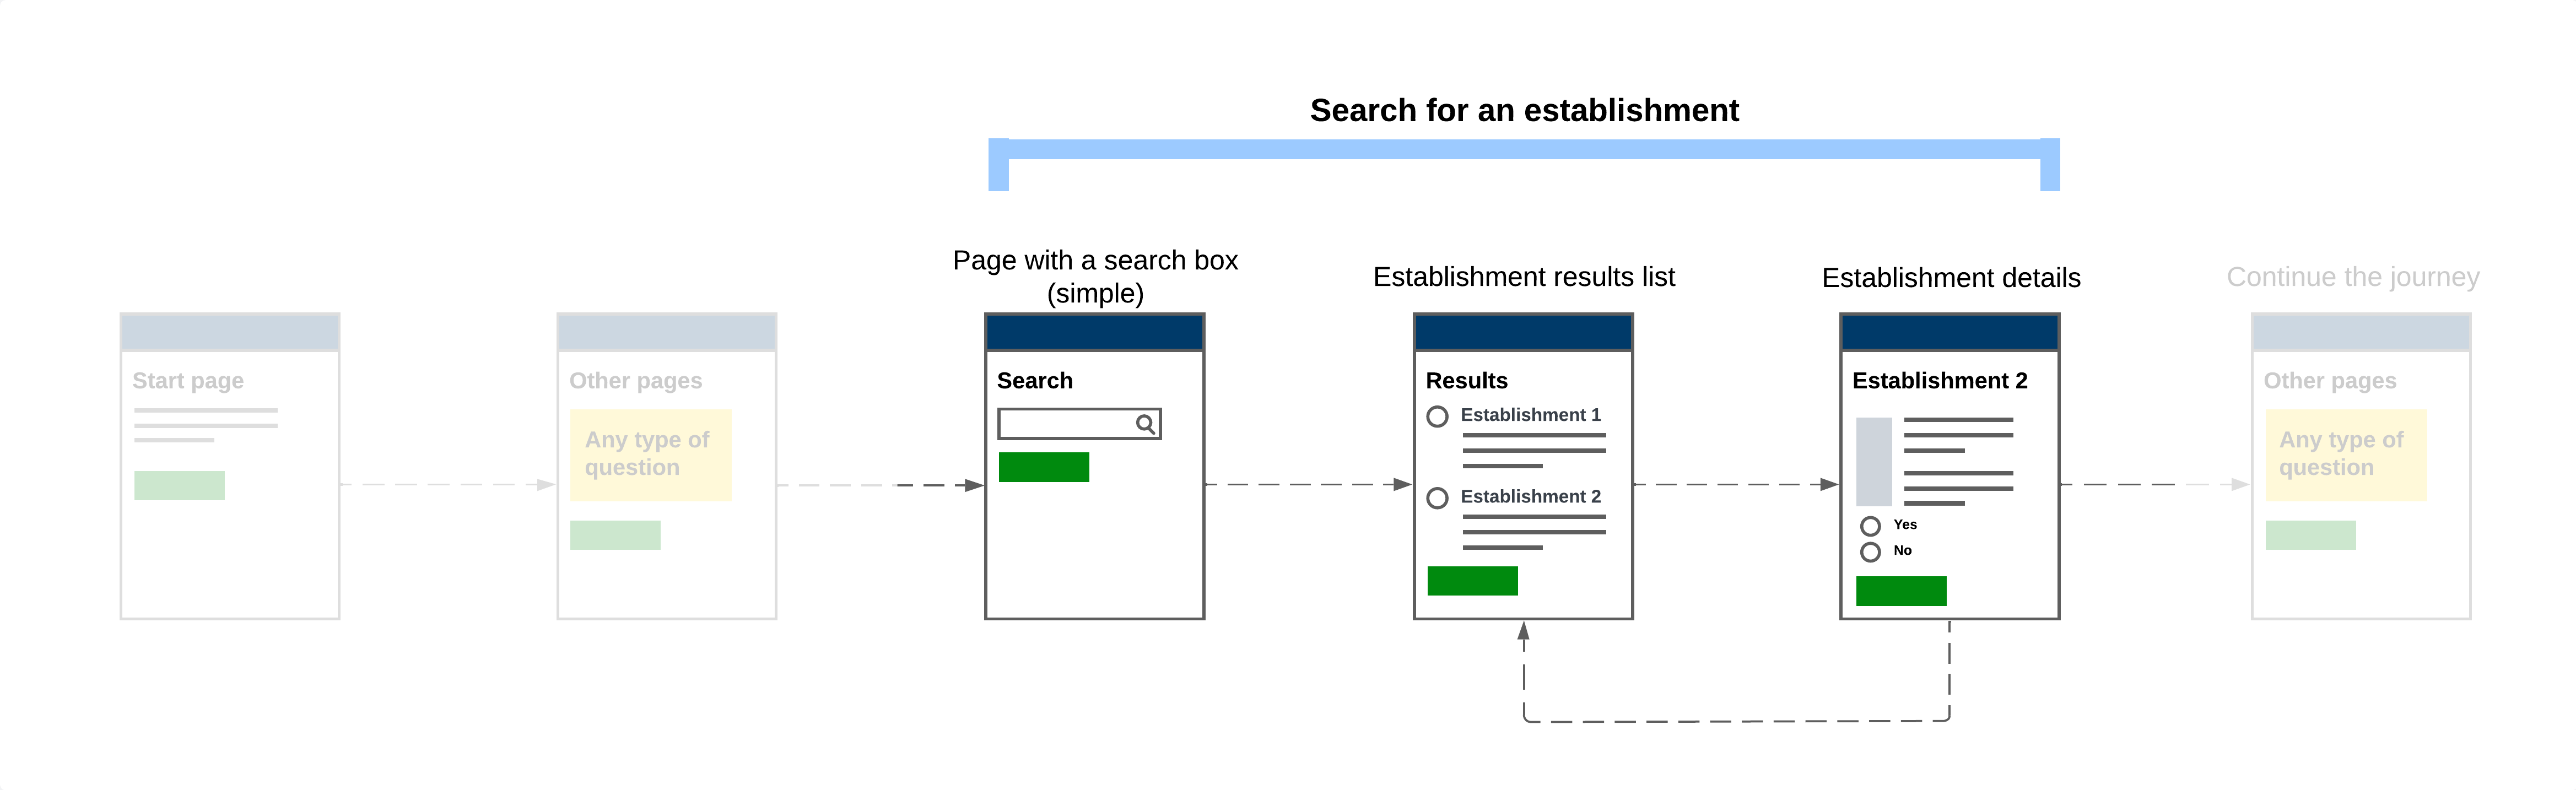 Search for an establishment
Page with a search box
(simple)
Establishment results list
Establishment details
Continue the journey
Start page
Other pages
Any type of
question
Search
Results
Establishment 1
Establishment 2
Establishment 2
Yes
No
Other pages
Any type of
question